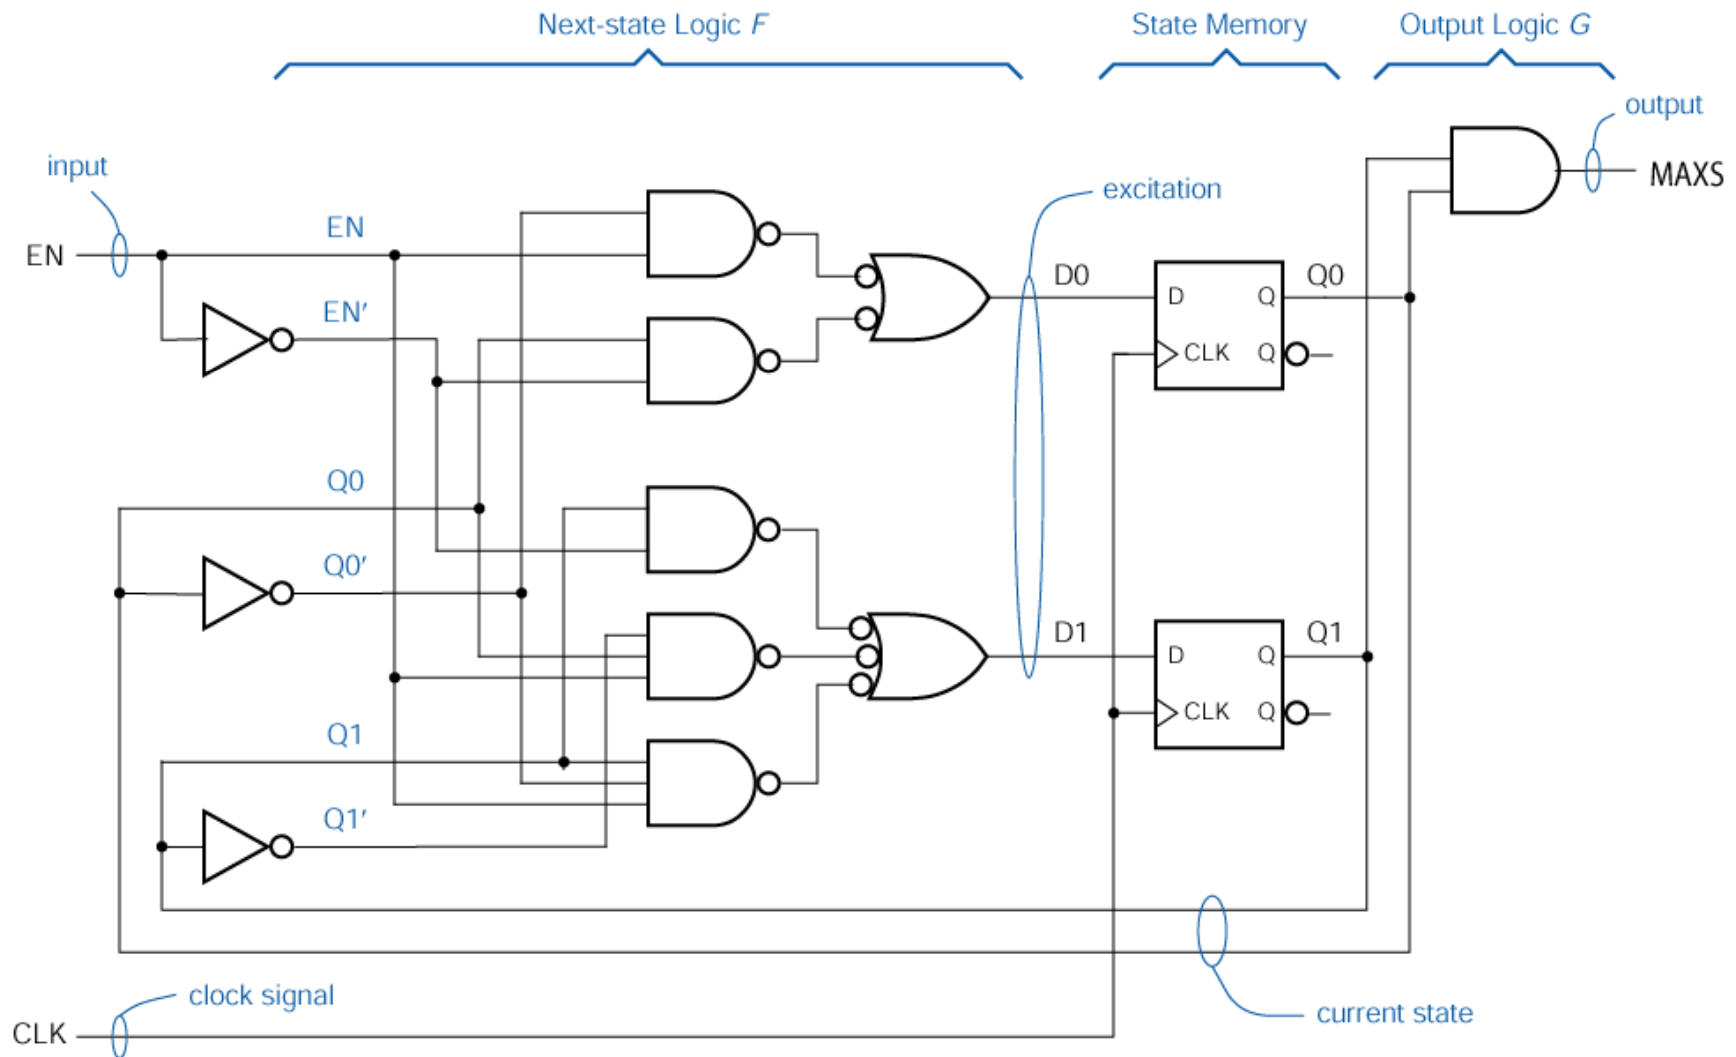 Next-state Logic F
State Memory
Output Logic G
output
input
MAXS
excitation
EN
EN
EN′
D0
Q0
D
Q
CLK
Q
Q0
Q0′
D1
Q1
D
Q
CLK
Q
Q1
Q1′
clock signal
current state
CLK